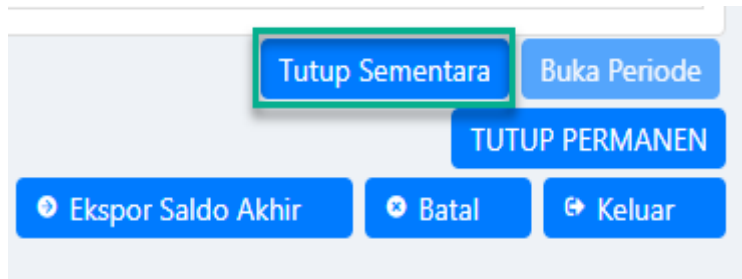 Tutup Sementara Buka Periode
TUTUP PERMANEN
Ekspor Saldo Akhir Batal Keluar